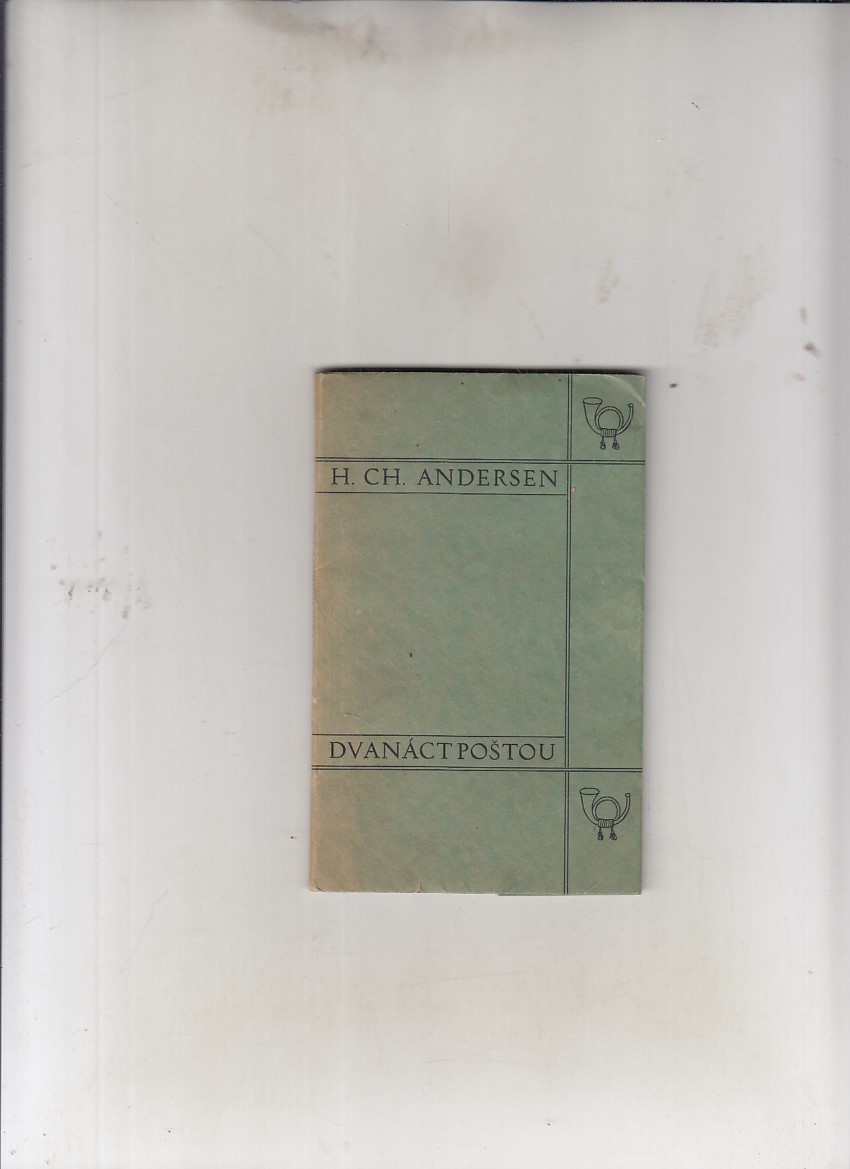 H. CH. ANDERSEN
DVANÁCT POŠTOU